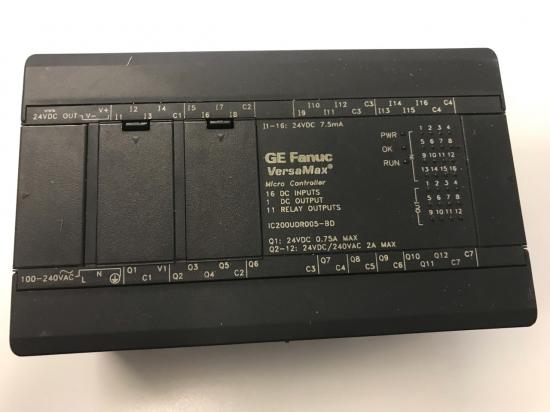 24VDC OUT V+ V- I1 I2 I3 I4 C1 I5 I6 I7 I8 C2 I9 I10 I11 I12 C3 I13 I14 I15 I16 C4
C3 C4
I1-16: 24VDC 7.5mA
PWR
OK
RUN
1 2 3 4
5 6 7 8
9 10 11 12
13 14 15 16
I
1 2 3 4
5 6 7 8
9 10 11 12
Q
GE Fanuc
VersaMax®
Micro Controller
16 DC INPUTS
1 DC OUTPUT
11 RELAY OUTPUTS
IC200UDR005-BD
Q1: 24VDC 0.75A MAX
Q2-12: 24VDC/240VAC 2A MAX
100-240VAC L N Q1 C1 V1 Q2 Q3 Q4 Q5 C2 Q6 C3 Q7 C4 Q8 C5 Q9 C6 Q10 Q11 Q12 C7 C7